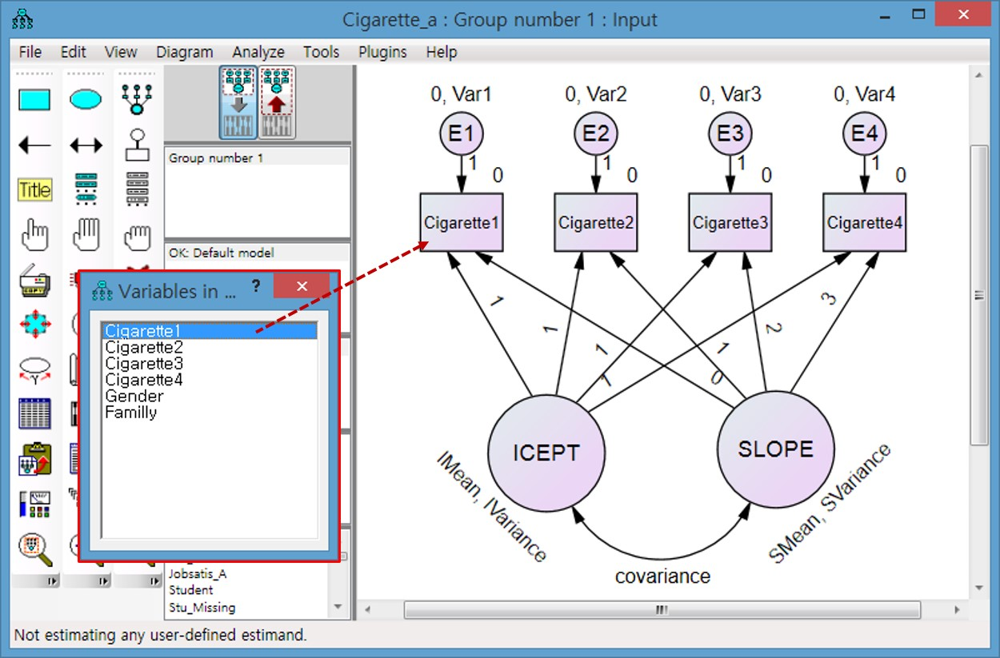 Cigarette_a : Group number 1 : Input
File Edit View Diagram Analyze Tools Plugins Help
Title
Group number 1
OK: Default model
Variables in ...
?
Cigarette1
Cigarette2
Cigarette3
Cigarette4
Gender
Familly
Jobsatis_A
Student
Stu_Missing
0, Var1 0, Var2 0, Var3 0, Var4
E1 E2 E3 E4
1 1 1 1
0 0 0 0
Cigarette1 Cigarette2 Cigarette3 Cigarette4
1 1 1 1 0 1 2 3
ICEPT SLOPE
IMean, IVariance
SMean, SVariance
covariance
Not estimating any user-defined estimand.